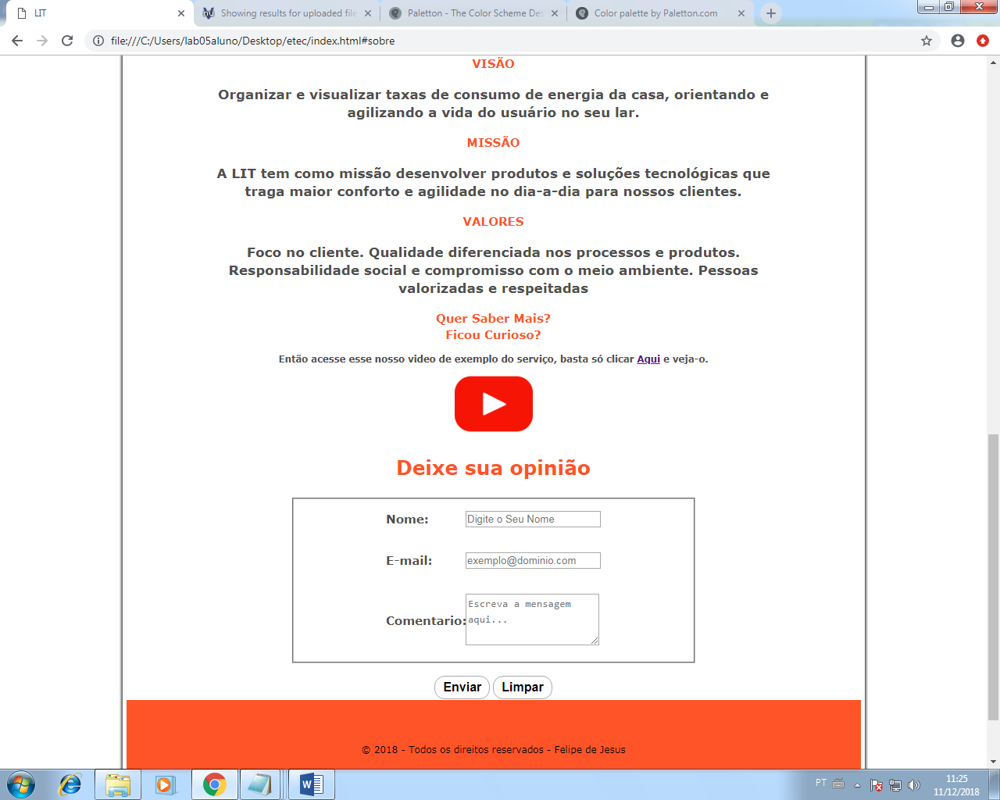 LIT
Showing results for uploaded file
Paletton - The Color Scheme Des
Color palette by Paletton.com
file:///C:/Users/lab05aluno/Desktop/etec/index.html#sobre
VISÃO
Organizar e visualizar taxas de consumo de energia da casa, orientando e
agilizando a vida do usuário no seu lar.
MISSÃO
A LIT tem como missão desenvolver produtos e soluções tecnológicas que
traga maior conforto e agilidade no dia-a-dia para nossos clientes.
VALORES
Foco no cliente. Qualidade diferenciada nos processos e produtos.
Responsabilidade social e compromisso com o meio ambiente. Pessoas
valorizadas e respeitadas
Quer Saber Mais?
Ficou Curioso?
Então acesse esse nosso video de exemplo do serviço, basta só clicar Aqui e veja-o.
Deixe sua opinião
Nome: Digite o Seu Nome
E-mail: exemplo@dominio.com
Comentario: Escreva a mensagem
aqui...
Enviar Limpar
© 2018 - Todos os direitos reservados - Felipe de Jesus
PT
11:25
11/12/2018